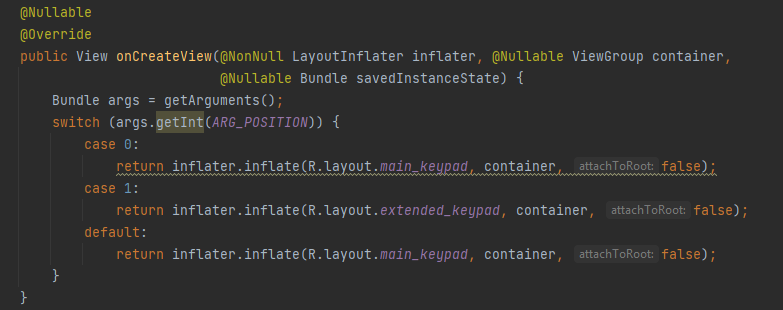 @Nullable
@Override
public View onCreateView(@NonNull LayoutInflater inflater, @Nullable ViewGroup container,
@Nullable Bundle savedInstanceState) {
Bundle args = getArguments();
switch (args.getInt(ARG_POSITION)) {
case 0:
return inflater.inflate(R.layout.main_keypad, container, attachToRoot: false);
case 1:
return inflater.inflate(R.layout.extended_keypad, container, attachToRoot: false);
default:
return inflater.inflate(R.layout.main_keypad, container, attachToRoot: false);
}
}